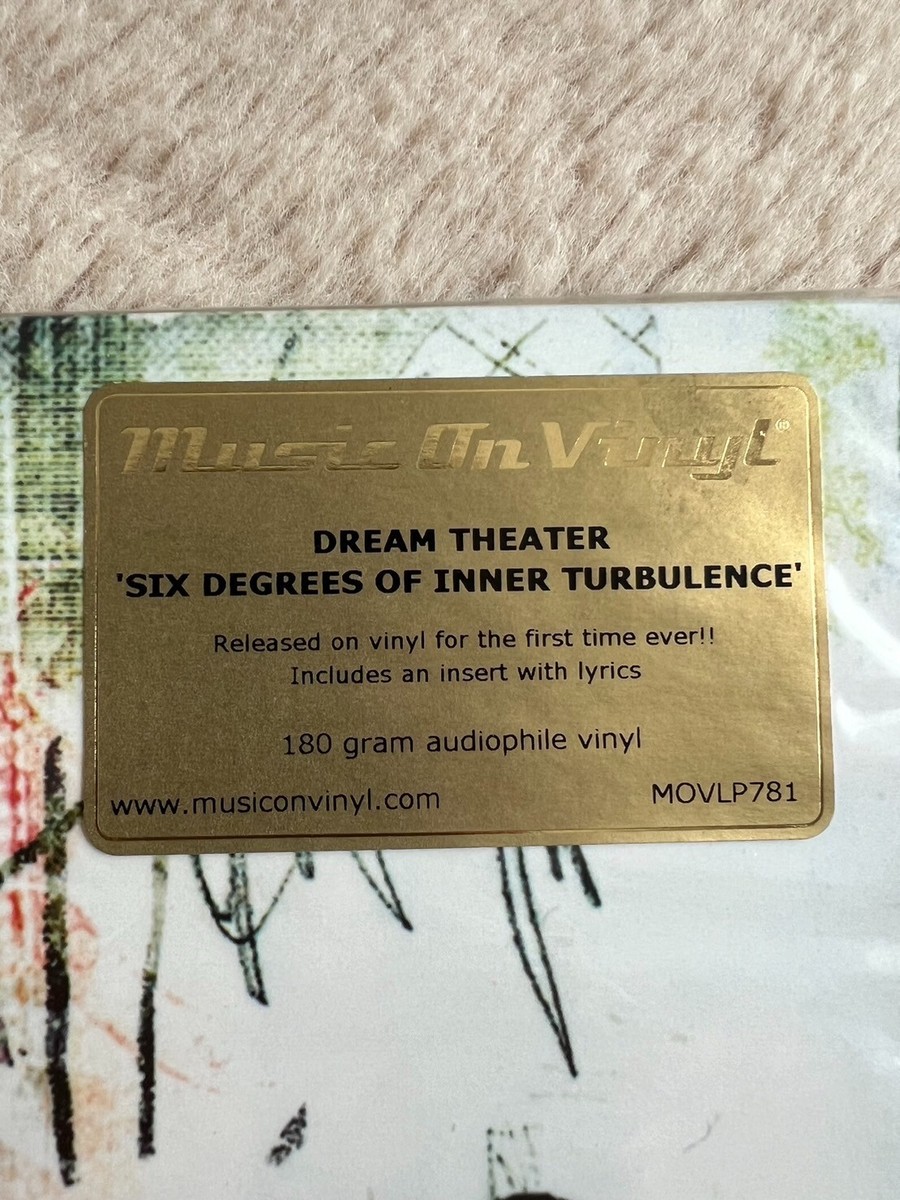 Music On Vinyl®
DREAM THEATER
'SIX DEGREES OF INNER TURBULENCE'
Released on vinyl for the first time ever!!
Includes an insert with lyrics
180 gram audiophile vinyl
www.musiconvinyl.com MOVLP781